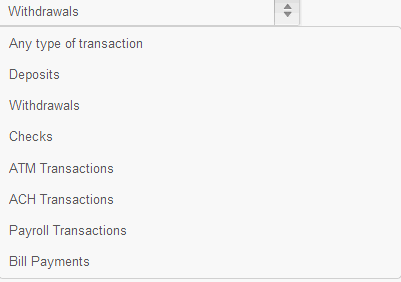 Withdrawals
Any type of transaction
Deposits
Withdrawals
Checks
ATM Transactions
ACH Transactions
Payroll Transactions
Bill Payments